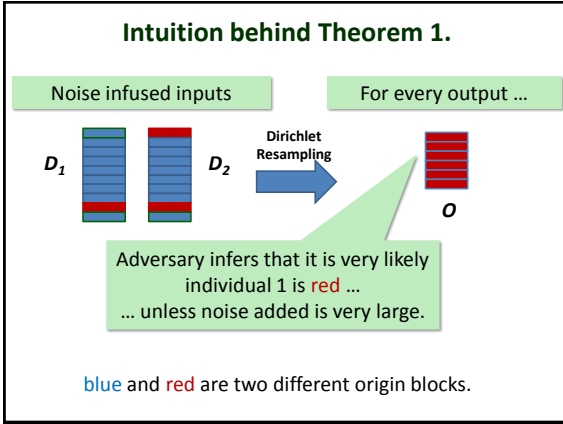 Intuition behind Theorem 1.
Noise infused inputs
For every output …
Dirichlet
Resampling
D1
D2
O
Adversary infers that it is very likely
individual 1 is red …
… unless noise added is very large.
blue and red are two different origin blocks.